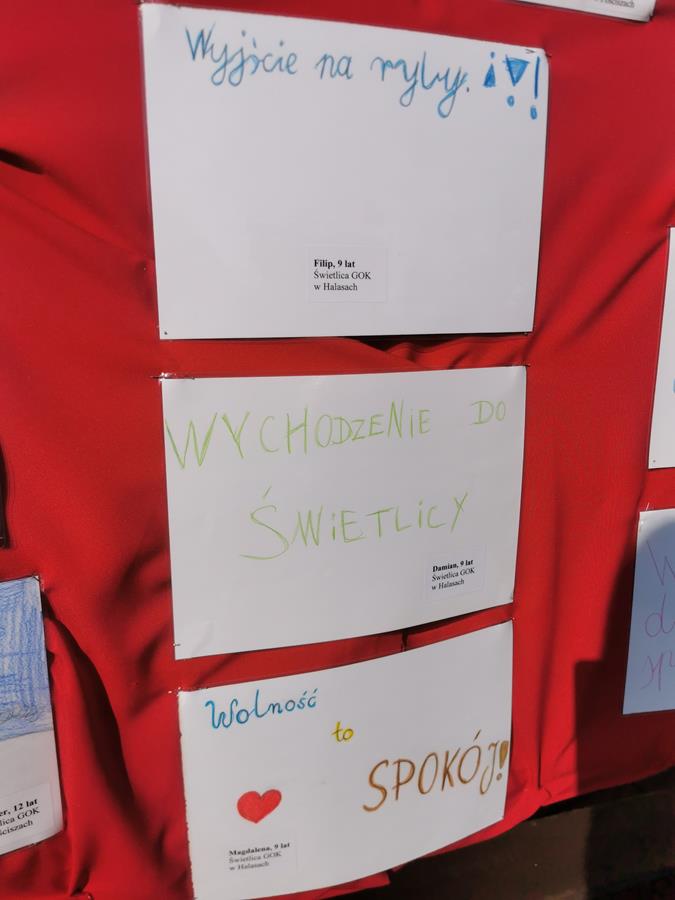 Wyjście na ryby. ¡?!
Filip, 9 lat
Świetlica GOK
w Halasach
WYCHODZENIE DO
ŚWIETLICY
Damian, 9 lat
Świetlica GOK
w Halasach
Wolność
to
SPOKÓJ!
Magdalena, 9 lat
Świetlica GOK
w Halasach
12 lat
GOK